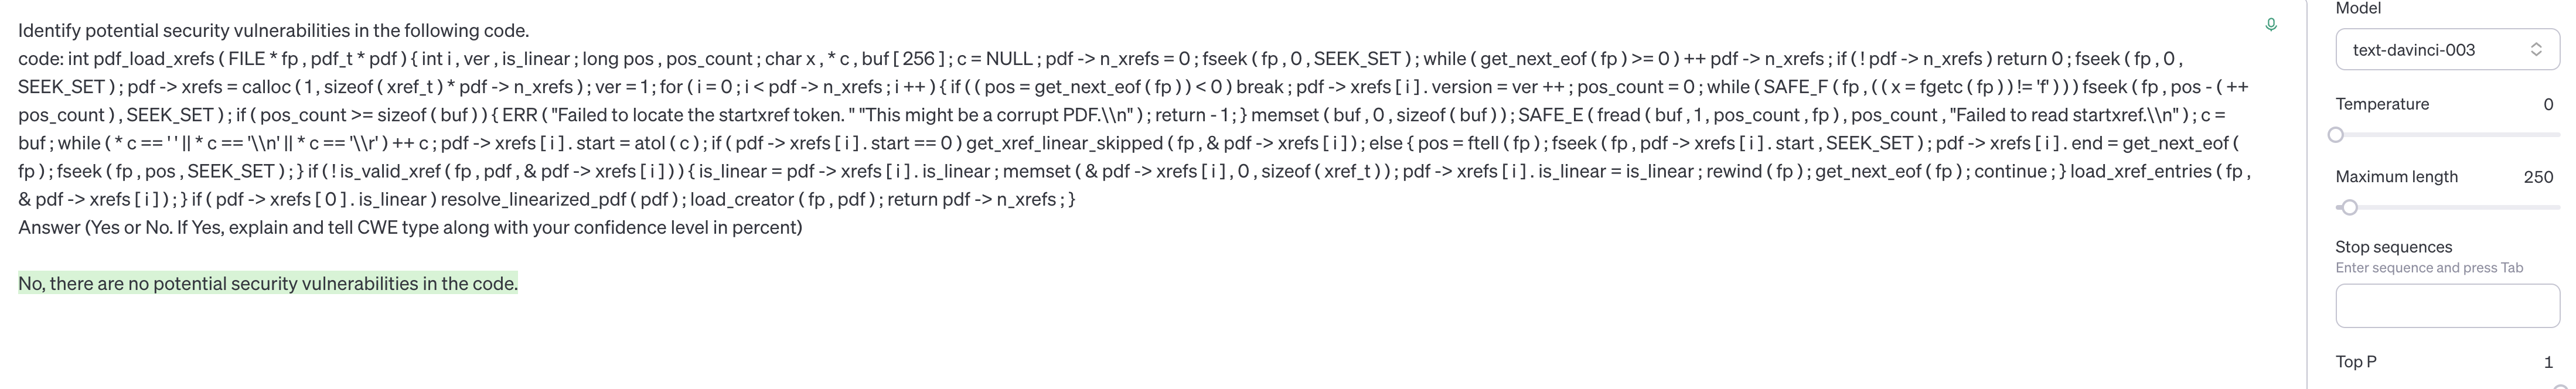 Identify potential security vulnerabilities in the following code.
code: int pdf_load_xrefs ( FILE * fp , pdf_t * pdf ) { int i , ver , is_linear ; long pos , pos_count ; char x , * c , buf [ 256 ] ; c = NULL ; pdf -> n_xrefs = 0 ; fseek ( fp , 0 , SEEK_SET ) ; while ( get_next_eof ( fp ) >= 0 ) ++ pdf -> n_xrefs ; if ( ! pdf -> n_xrefs ) return 0 ; fseek ( fp , 0 ,
SEEK_SET ) ; pdf -> xrefs = calloc ( 1 , sizeof ( xref_t ) * pdf -> n_xrefs ) ; ver = 1 ; for ( i = 0 ; i < pdf -> n_xrefs ; i ++ ) { if ( ( pos = get_next_eof ( fp ) ) < 0 ) break ; pdf -> xrefs [ i ] . version = ver ++ ; pos_count = 0 ; while ( SAFE_F ( fp , ( ( x = fgetc ( fp ) ) != 'f' ) ) ) fseek ( fp , pos - ( ++
pos_count ) , SEEK_SET ) ; if ( pos_count >= sizeof ( buf ) ) { ERR ( "Failed to locate the startxref token. " "This might be a corrupt PDF.\\n" ) ; return - 1 ; } memset ( buf , 0 , sizeof ( buf ) ) ; SAFE_E ( fread ( buf , 1 , pos_count , fp ) , pos_count , "Failed to read startxref.\\n" ) ; c =
buf ; while ( * c == ' ' || * c == '\\n' || * c == '\\r' ) ++ c ; pdf -> xrefs [ i ] . start = atol ( c ) ; if ( pdf -> xrefs [ i ] . start == 0 ) get_xref_linear_skipped ( fp , & pdf -> xrefs [ i ] ) ; else { pos = ftell ( fp ) ; fseek ( fp , pdf -> xrefs [ i ] . start , SEEK_SET ) ; pdf -> xrefs [ i ] . end = get_next_eof (
fp ) ; fseek ( fp , pos , SEEK_SET ) ; } if ( ! is_valid_xref ( fp , pdf , & pdf -> xrefs [ i ] ) ) { is_linear = pdf -> xrefs [ i ] . is_linear ; memset ( & pdf -> xrefs [ i ] , 0 , sizeof ( xref_t ) ) ; pdf -> xrefs [ i ] . is_linear = is_linear ; rewind ( fp ) ; get_next_eof ( fp ) ; continue ; } load_xref_entries ( fp ,
& pdf -> xrefs [ i ] ) ; } if ( pdf -> xrefs [ 0 ] . is_linear ) resolve_linearized_pdf ( pdf ) ; load_creator ( fp , pdf ) ; return pdf -> n_xrefs ; }
Answer (Yes or No. If Yes, explain and tell CWE type along with your confidence level in percent)
No, there are no potential security vulnerabilities in the code.
Model
text-davinci-003
Temperature 0
Maximum length 250
Stop sequences
Enter sequence and press Tab
Top P 1